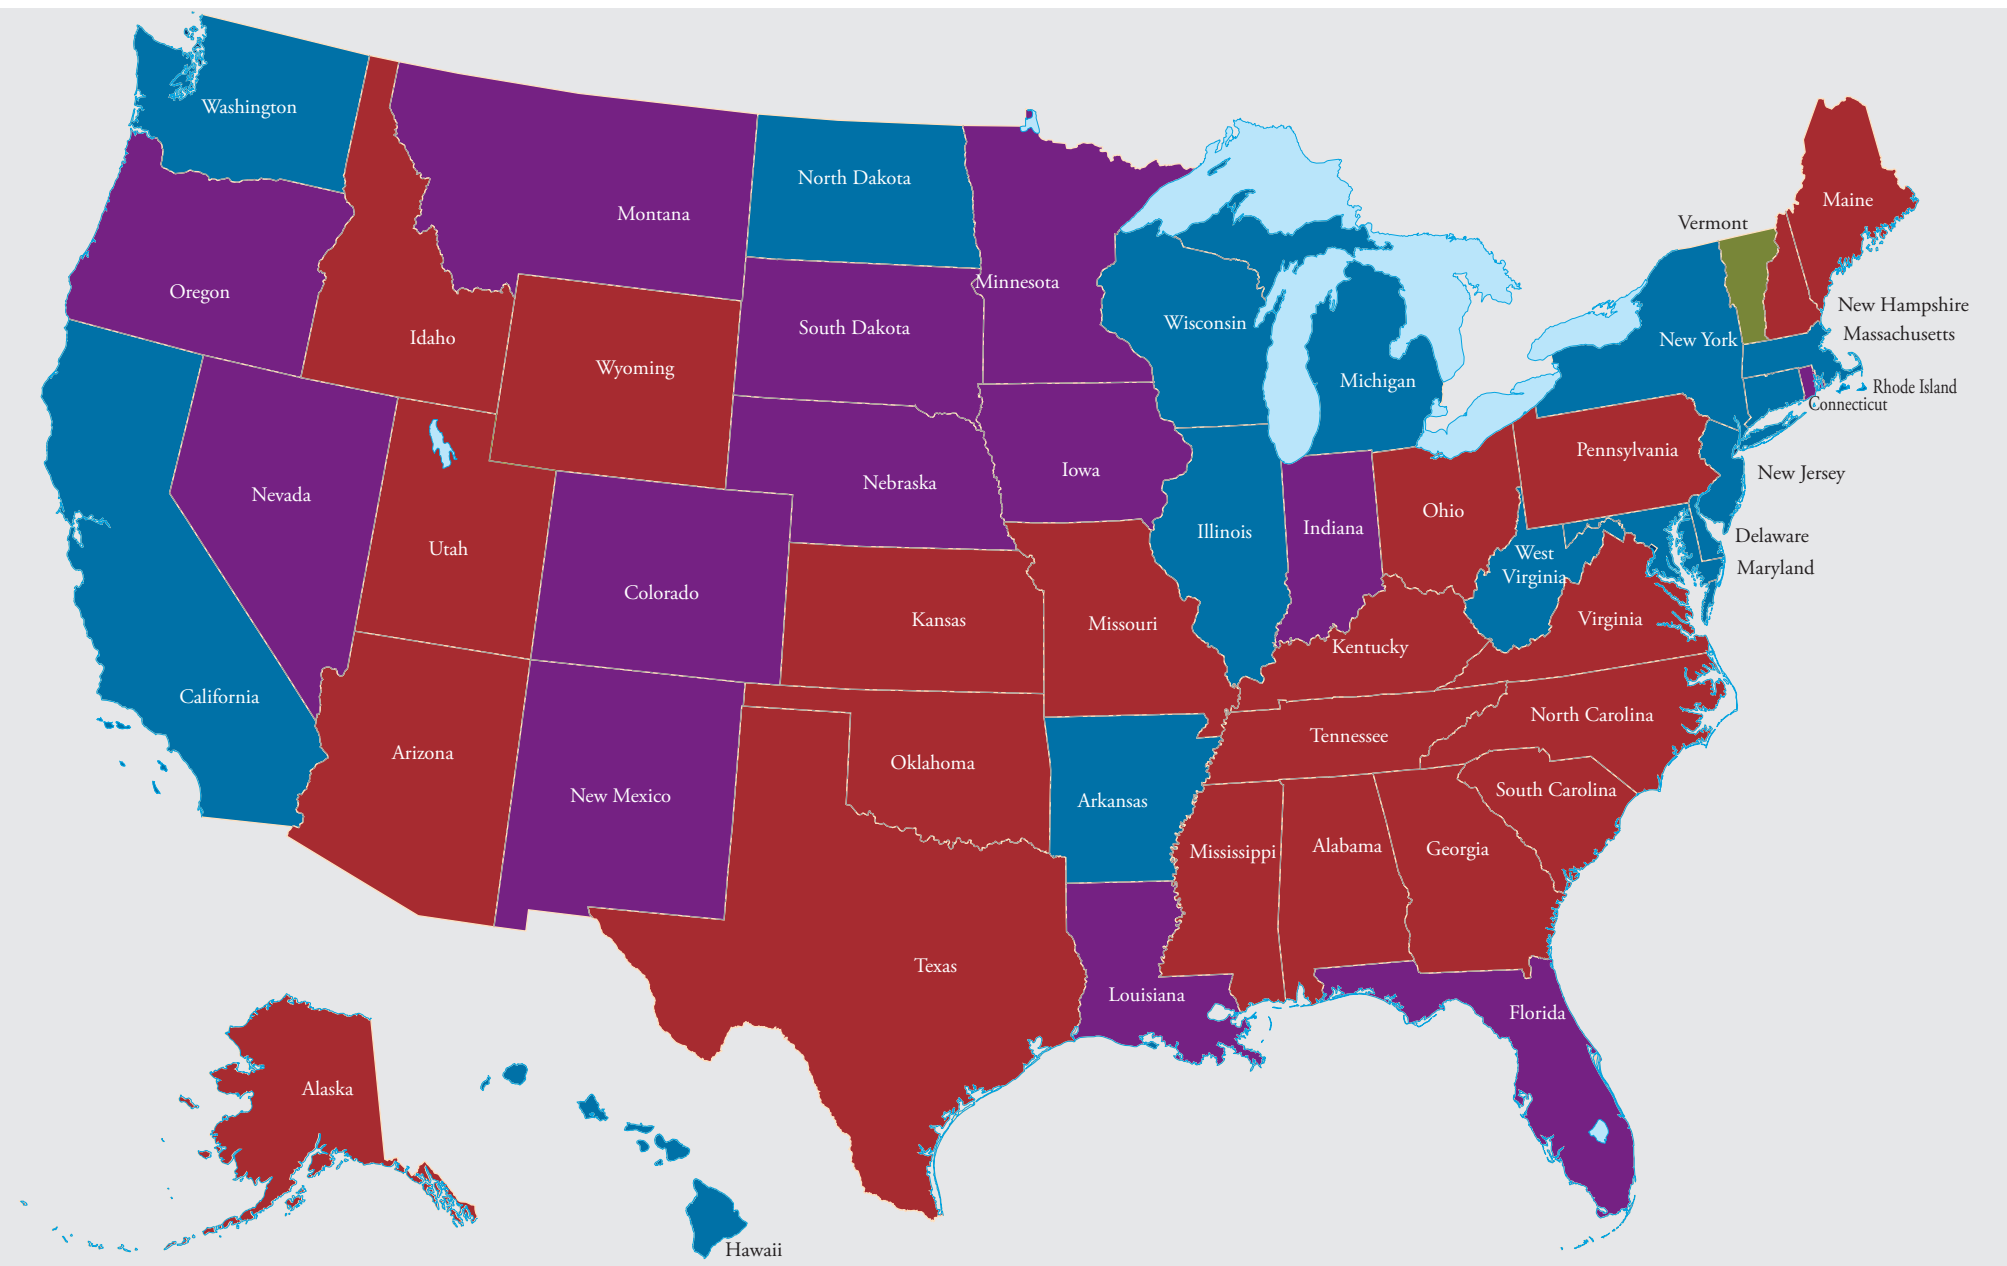 Washington
North Dakota
Montana
Maine
Vermont
Minnesota
Oregon
New Hampshire
South Dakota
Wisconsin
Massachusetts
Idaho
New York
Wyoming
Michigan
Rhode Island
Connecticut
Pennsylvania
Iowa
New Jersey
Nebraska
Nevada
Ohio
Indiana
Illinois
Delaware
Utah
West
Virginia
Maryland
Colorado
Kansas
Missouri
Virginia
Kentucky
California
North Carolina
Tennessee
Arizona
Oklahoma
South Carolina
New Mexico
Arkansas
Mississippi
Alabama
Georgia
Texas
Louisiana
Florida
Alaska
Hawaii